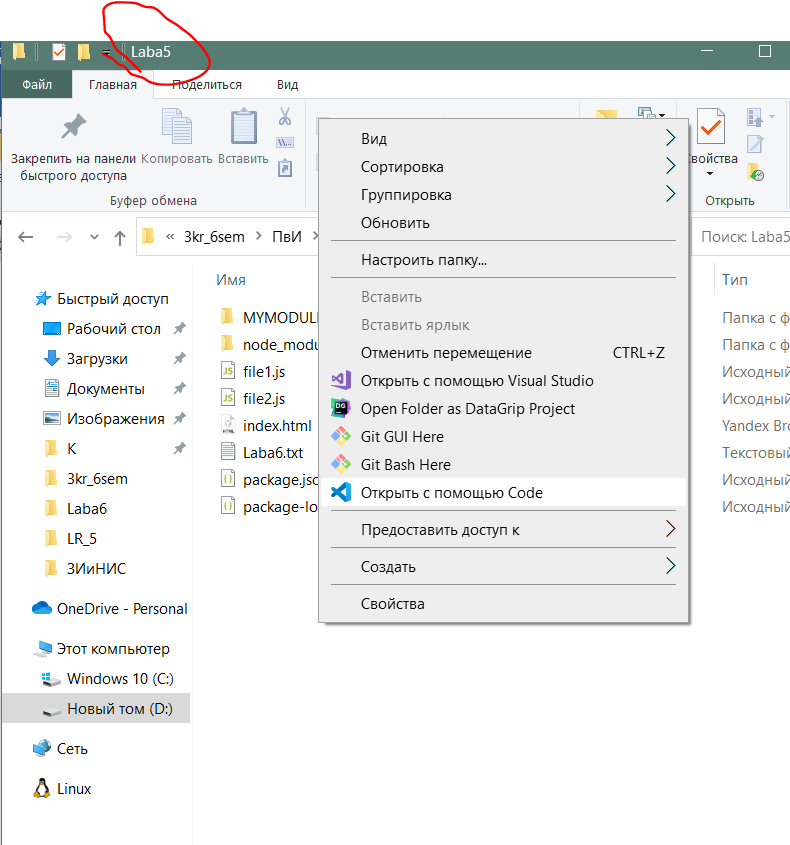 Laba5
Файл Главная Поделиться Вид
Закрепить на панели быстрого доступа
Копировать
Вставить
Свойства
Буфер обмена
Открыть
« 3kr_6sem > ПвИ >
Поиск: Laba5
Имя
Тип
Быстрый доступ
Рабочий стол
Загрузки
Документы
Изображения
K
3kr_6sem
Laba6
LR_5
ЗИиНИС
OneDrive - Personal
Этот компьютер
Windows 10 (C:)
Новый том (D:)
Сеть
Linux
MYMODUL
node_modu
file1.js
file2.js
index.html
Laba6.txt
package.jsc
package-lo
Вид
Сортировка
Группировка
Обновить
Настроить папку...
Вставить
Вставить ярлык
Отменить перемещение CTRL+Z
Открыть с помощью Visual Studio
Open Folder as DataGrip Project
Git GUI Here
Git Bash Here
Открыть с помощью Code
Предоставить доступ к
Создать
Свойства
Папка с ф
Папка с ф
Исходный
Исходный
Yandex Bro
Текстовый
Исходный
Исходный